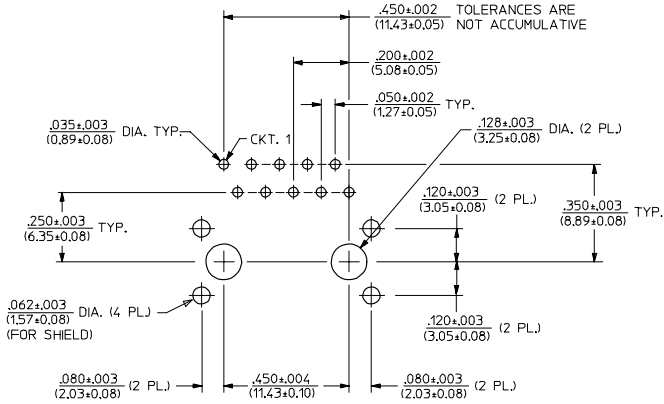 .450±.002 TOLERANCES ARE
(11.43±0.05) NOT ACCUMULATIVE
.200±.002
(5.08±0.05)
.050±.002 TYP.
(1.27±0.05)
.035±.003 DIA. TYP.
(0.89±0.08)
CKT. 1
.128±.003 DIA. (2 PL.)
(3.25±0.08)
.120±.003 (2 PL.)
(3.05±0.08)
.350±.003 TYP.
(8.89±0.08)
.250±.003 TYP.
(6.35±0.08)
.062±.003 DIA. (4 PL.)
(1.57±0.08)
(FOR SHIELD)
.120±.003 (2 PL.)
(3.05±0.08)
.080±.003 (2 PL.)
(2.03±0.08)
.450±.004
(11.43±0.10)
.080±.003 (2 PL.)
(2.03±0.08)